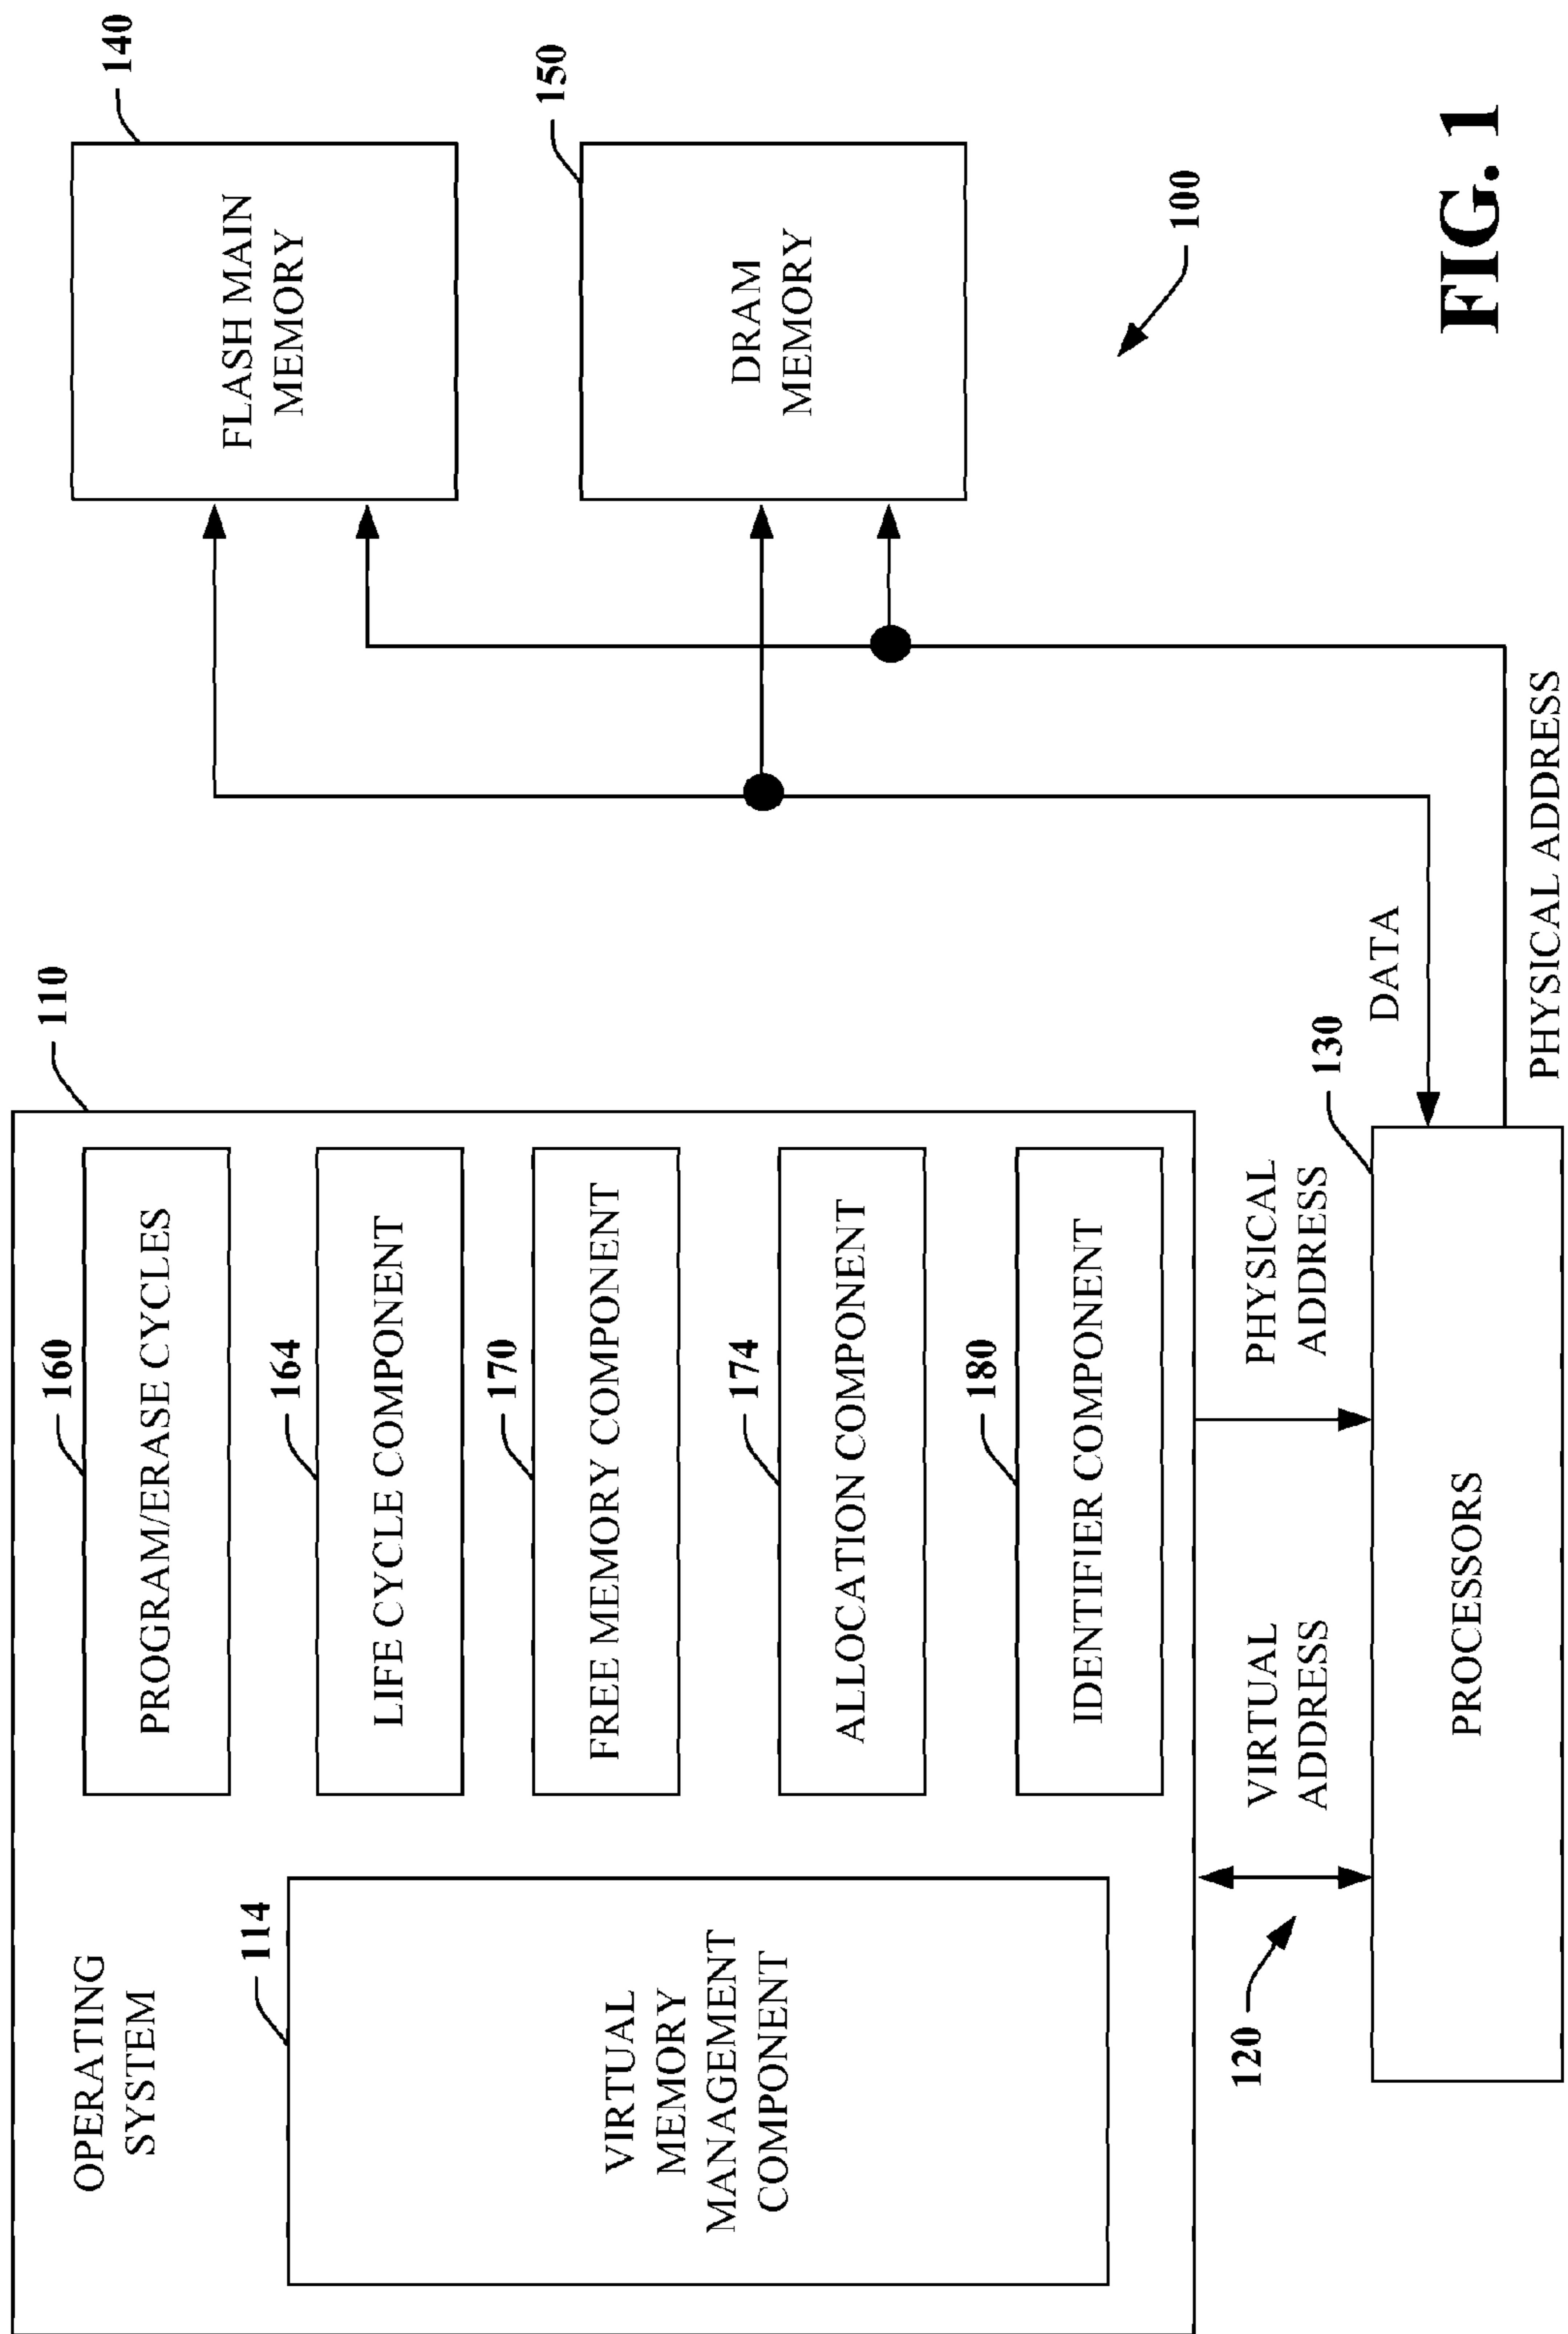 110
OPERATING
SYSTEM
114
VIRTUAL
MEMORY
MANAGEMENT
COMPONENT
160
PROGRAM/ERASE CYCLES
164
LIFE CYCLE COMPONENT
170
FREE MEMORY COMPONENT
174
ALLOCATION COMPONENT
180
IDENTIFIER COMPONENT
140
FLASH MAIN
MEMORY
150
DRAM
MEMORY
100
120
VIRTUAL
ADDRESS
PHYSICAL
ADDRESS
130
PROCESSORS
DATA
PHYSICAL ADDRESS
FIG. 1